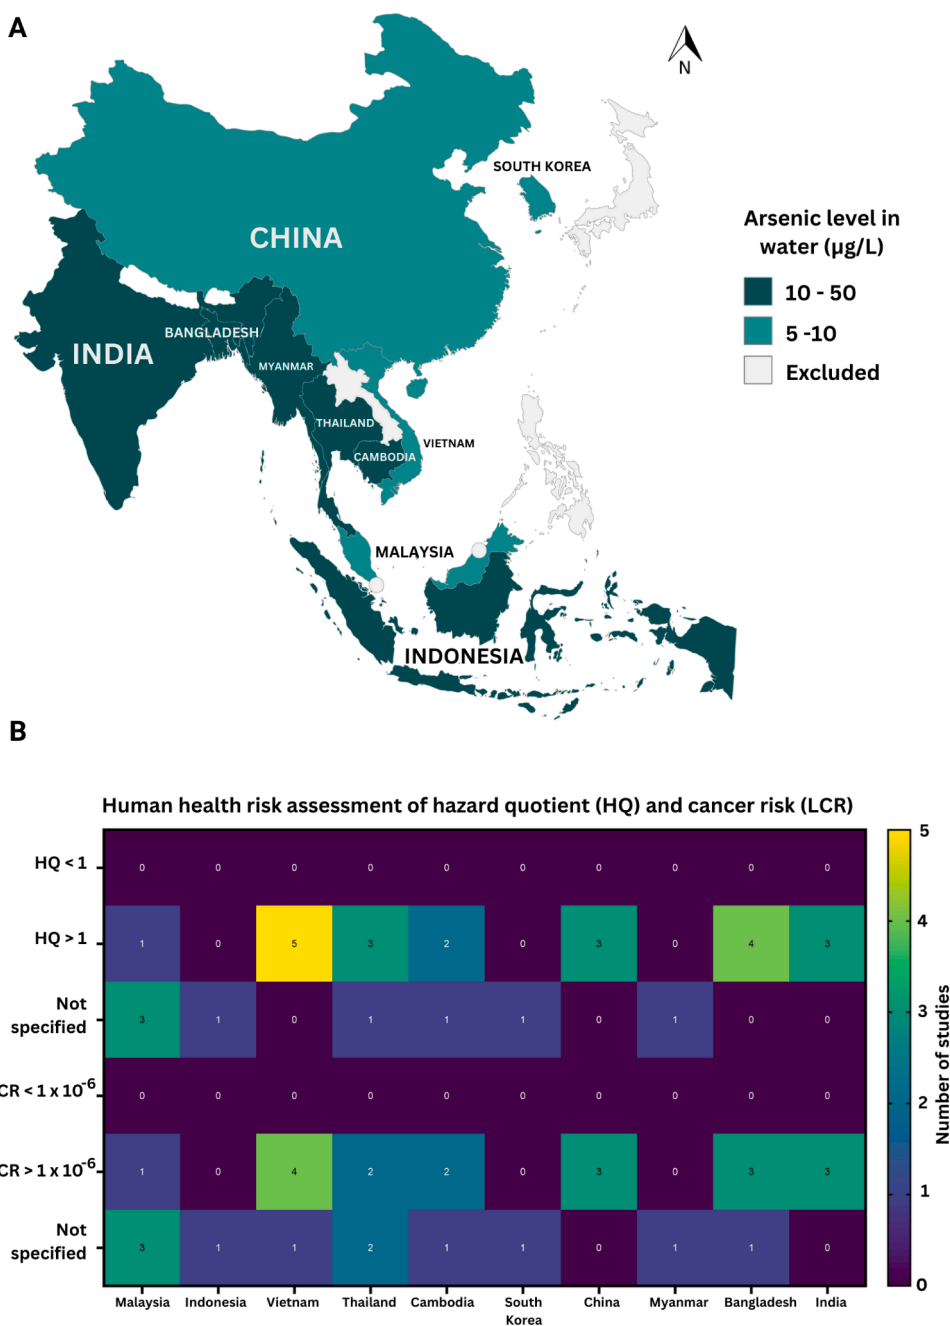 A
N
SOUTH KOREA
CHINA
Arsenic level in
water (µg/L)
10 - 50
5 -10
Excluded
BANGLADESH
INDIA
MYANMAR
THAILAND
VIETNAM
CAMBODIA
MALAYSIA
INDONESIA
B
Human health risk assessment of hazard quotient (HQ) and cancer risk (LCR)
HQ < 1 0 0 0 0 0 0 0 0 0 0
HQ > 1 1 0 5 3 2 0 3 0 4 3
Not
specified 3 1 0 1 1 1 0 1 0 0
CR < 1 x 10⁻⁶ 0 0 0 0 0 0 0 0 0 0
CR > 1 x 10⁻⁶ 1 0 4 2 2 0 3 0 3 3
Not
specified 3 1 1 2 1 1 0 1 1 0
Malaysia Indonesia Vietnam Thailand Cambodia South Korea China Myanmar Bangladesh India
5
4
3
2
1
0
Number of studies